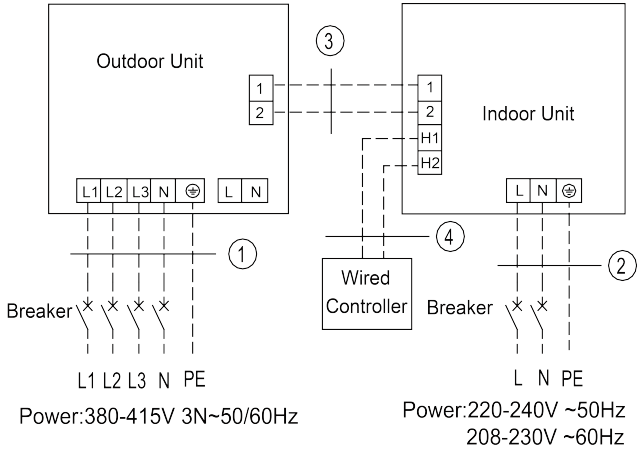 Outdoor Unit
1
2
L1 L2 L3 N
L N
3
1
2
H1
H2
Indoor Unit
L N
1
4
2
Wired
Controller
Breaker
L1 L2 L3 N PE
Power:380-415V 3N~50/60Hz
Breaker
L N PE
Power:220-240V ~50Hz
208-230V ~60Hz